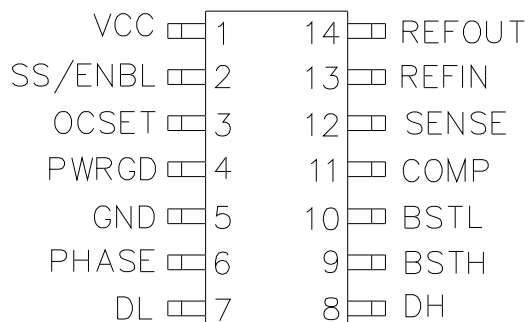 VCC 1 14 REFOUT
SS/ENBL 2 13 REFIN
OCSET 3 12 SENSE
PWRGD 4 11 COMP
GND 5 10 BSTL
PHASE 6 9 BSTH
DL 7 8 DH